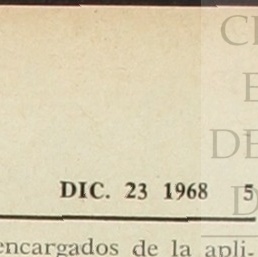 DIC. 23 1968 5
encargados de la apli-